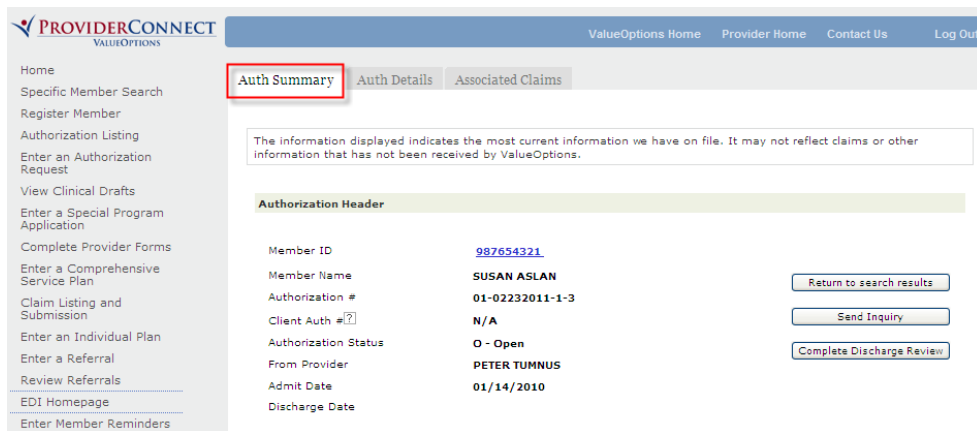 PROVIDERCONNECT
VALUEOPTIONS
ValueOptions Home Provider Home Contact Us Log Out
Home
Specific Member Search
Register Member
Authorization Listing
Enter an Authorization
Request
View Clinical Drafts
Enter a Special Program
Application
Complete Provider Forms
Enter a Comprehensive
Service Plan
Claim Listing and
Submission
Enter an Individual Plan
Enter a Referral
Review Referrals
EDI Homepage
Enter Member Reminders
Auth Summary Auth Details Associated Claims
The information displayed indicates the most current information we have on file. It may not reflect claims or other
information that has not been received by ValueOptions.
Authorization Header
Member ID 987654321
Member Name SUSAN ASLAN
Authorization # 01-02232011-1-3
Client Auth #? N/A
Authorization Status O - Open
From Provider PETER TUMNUS
Admit Date 01/14/2010
Discharge Date
Return to search results
Send Inquiry
Complete Discharge Review